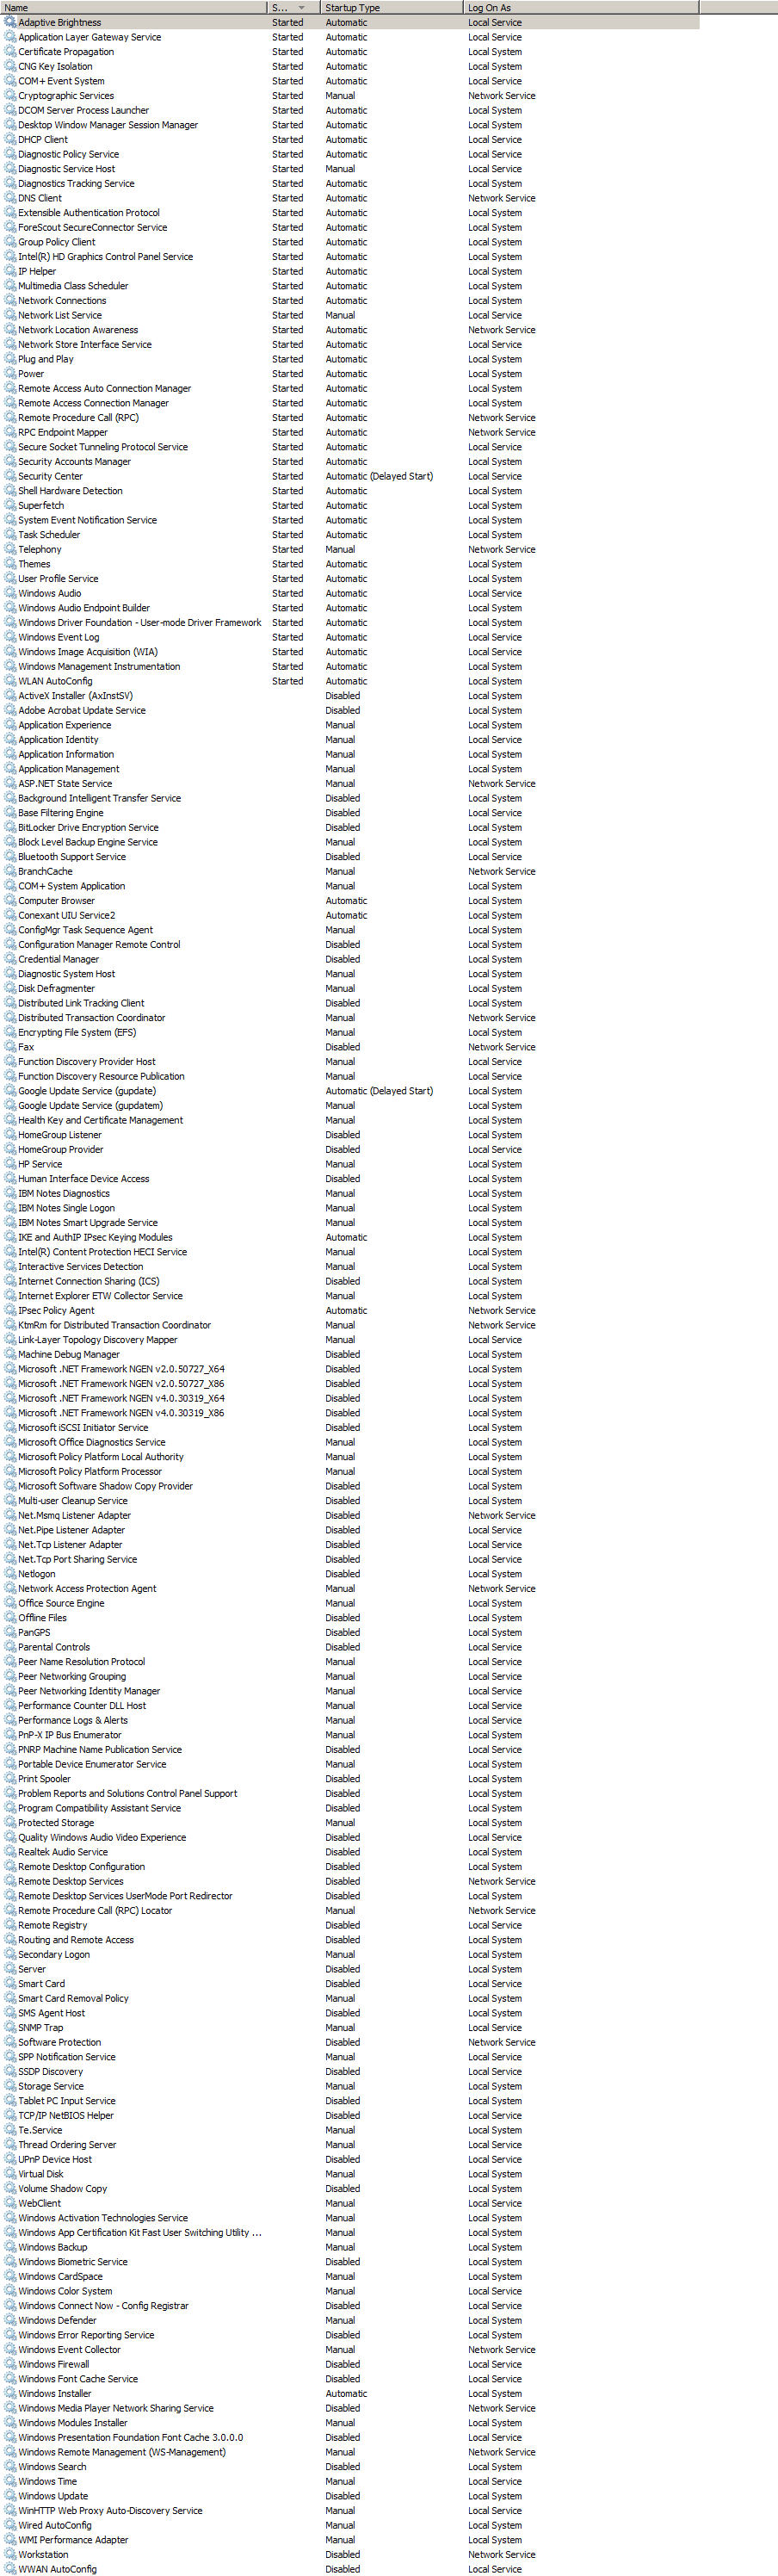 Name S... Startup Type Log On As
Adaptive Brightness Started Automatic Local Service
Application Layer Gateway Service Started Automatic Local Service
Certificate Propagation Started Automatic Local System
CNG Key Isolation Started Automatic Local System
COM+ Event System Started Automatic Local Service
Cryptographic Services Started Manual Network Service
DCOM Server Process Launcher Started Automatic Local System
Desktop Window Manager Session Manager Started Automatic Local System
DHCP Client Started Automatic Local Service
Diagnostic Policy Service Started Automatic Local Service
Diagnostic Service Host Started Manual Local Service
Diagnostics Tracking Service Started Automatic Local System
DNS Client Started Automatic Network Service
Extensible Authentication Protocol Started Automatic Local System
ForeScout SecureConnector Service Started Automatic Local System
Group Policy Client Started Automatic Local System
Intel(R) HD Graphics Control Panel Service Started Automatic Local System
IP Helper Started Automatic Local System
Multimedia Class Scheduler Started Automatic Local System
Network Connections Started Automatic Local System
Network List Service Started Manual Local Service
Network Location Awareness Started Automatic Network Service
Network Store Interface Service Started Automatic Local Service
Plug and Play Started Automatic Local System
Power Started Automatic Local System
Remote Access Auto Connection Manager Started Automatic Local System
Remote Access Connection Manager Started Automatic Local System
Remote Procedure Call (RPC) Started Automatic Network Service
RPC Endpoint Mapper Started Automatic Network Service
Secure Socket Tunneling Protocol Service Started Automatic Local Service
Security Accounts Manager Started Automatic Local System
Security Center Started Automatic (Delayed Start) Local Service
Shell Hardware Detection Started Automatic Local System
Superfetch Started Automatic Local System
System Event Notification Service Started Automatic Local System
Task Scheduler Started Automatic Local System
Telephony Started Manual Network Service
Themes Started Automatic Local System
User Profile Service Started Automatic Local System
Windows Audio Started Automatic Local Service
Windows Audio Endpoint Builder Started Automatic Local System
Windows Driver Foundation - User-mode Driver Framework Started Automatic Local System
Windows Event Log Started Automatic Local Service
Windows Image Acquisition (WIA) Started Automatic Local Service
Windows Management Instrumentation Started Automatic Local System
WLAN AutoConfig Started Automatic Local System
ActiveX Installer (AxInstSV) Disabled Local System
Adobe Acrobat Update Service Disabled Local System
Application Experience Manual Local System
Application Identity Manual Local Service
Application Information Manual Local System
Application Management Manual Local System
ASP.NET State Service Manual Network Service
Background Intelligent Transfer Service Disabled Local System
Base Filtering Engine Disabled Local Service
BitLocker Drive Encryption Service Disabled Local System
Block Level Backup Engine Service Manual Local System
Bluetooth Support Service Disabled Local Service
BranchCache Manual Network Service
COM+ System Application Manual Local System
Computer Browser Automatic Local System
Conexant UIU Service2 Automatic Local System
ConfigMgr Task Sequence Agent Manual Local System
Configuration Manager Remote Control Disabled Local System
Credential Manager Disabled Local System
Diagnostic System Host Manual Local System
Disk Defragmenter Manual Local System
Distributed Link Tracking Client Disabled Local System
Distributed Transaction Coordinator Manual Network Service
Encrypting File System (EFS) Manual Local System
Fax Disabled Network Service
Function Discovery Provider Host Manual Local Service
Function Discovery Resource Publication Manual Local Service
Google Update Service (gupdate) Automatic (Delayed Start) Local System
Google Update Service (gupdatem) Manual Local System
Health Key and Certificate Management Manual Local System
HomeGroup Listener Disabled Local System
HomeGroup Provider Disabled Local Service
HP Service Manual Local System
Human Interface Device Access Disabled Local System
IBM Notes Diagnostics Manual Local System
IBM Notes Single Logon Manual Local System
IBM Notes Smart Upgrade Service Manual Local System
IKE and AuthIP IPsec Keying Modules Automatic Local System
Intel(R) Content Protection HECI Service Manual Local System
Interactive Services Detection Manual Local System
Internet Connection Sharing (ICS) Disabled Local System
Internet Explorer ETW Collector Service Manual Local System
IPsec Policy Agent Automatic Network Service
KtmRm for Distributed Transaction Coordinator Manual Network Service
Link-Layer Topology Discovery Mapper Manual Local Service
Machine Debug Manager Disabled Local System
Microsoft .NET Framework NGEN v2.0.50727_X64 Disabled Local System
Microsoft .NET Framework NGEN v2.0.50727_X86 Disabled Local System
Microsoft .NET Framework NGEN v4.0.30319_X64 Disabled Local System
Microsoft .NET Framework NGEN v4.0.30319_X86 Disabled Local System
Microsoft iSCSI Initiator Service Disabled Local System
Microsoft Office Diagnostics Service Manual Local System
Microsoft Policy Platform Local Authority Manual Local System
Microsoft Policy Platform Processor Manual Local System
Microsoft Software Shadow Copy Provider Disabled Local System
Multi-user Cleanup Service Disabled Local System
Net.Msmq Listener Adapter Disabled Network Service
Net.Pipe Listener Adapter Disabled Local Service
Net.Tcp Listener Adapter Disabled Local Service
Net.Tcp Port Sharing Service Disabled Local Service
Netlogon Disabled Local System
Network Access Protection Agent Manual Network Service
Office Source Engine Manual Local System
Offline Files Disabled Local System
PanGPS Disabled Local System
Parental Controls Disabled Local Service
Peer Name Resolution Protocol Manual Local Service
Peer Networking Grouping Manual Local Service
Peer Networking Identity Manager Manual Local Service
Performance Counter DLL Host Manual Local Service
Performance Logs & Alerts Manual Local Service
PnP-X IP Bus Enumerator Manual Local System
PNRP Machine Name Publication Service Disabled Local Service
Portable Device Enumerator Service Manual Local System
Print Spooler Disabled Local System
Problem Reports and Solutions Control Panel Support Disabled Local System
Program Compatibility Assistant Service Disabled Local System
Protected Storage Manual Local System
Quality Windows Audio Video Experience Disabled Local Service
Realtek Audio Service Disabled Local System
Remote Desktop Configuration Disabled Local System
Remote Desktop Services Disabled Network Service
Remote Desktop Services UserMode Port Redirector Disabled Local System
Remote Procedure Call (RPC) Locator Manual Network Service
Remote Registry Disabled Local Service
Routing and Remote Access Disabled Local System
Secondary Logon Manual Local System
Server Disabled Local System
Smart Card Disabled Local Service
Smart Card Removal Policy Manual Local System
SMS Agent Host Disabled Local System
SNMP Trap Manual Local Service
Software Protection Disabled Network Service
SPP Notification Service Manual Local Service
SSDP Discovery Disabled Local Service
Storage Service Manual Local System
Tablet PC Input Service Disabled Local System
TCP/IP NetBIOS Helper Disabled Local Service
Te.Service Manual Local System
Thread Ordering Server Manual Local Service
UPnP Device Host Disabled Local Service
Virtual Disk Manual Local System
Volume Shadow Copy Disabled Local System
WebClient Manual Local Service
Windows Activation Technologies Service Manual Local System
Windows App Certification Kit Fast User Switching Utility ... Manual Local System
Windows Backup Manual Local System
Windows Biometric Service Disabled Local System
Windows CardSpace Manual Local System
Windows Color System Manual Local Service
Windows Connect Now - Config Registrar Disabled Local Service
Windows Defender Manual Local System
Windows Error Reporting Service Disabled Local System
Windows Event Collector Manual Network Service
Windows Firewall Disabled Local Service
Windows Font Cache Service Disabled Local Service
Windows Installer Automatic Local System
Windows Media Player Network Sharing Service Disabled Network Service
Windows Modules Installer Manual Local System
Windows Presentation Foundation Font Cache 3.0.0.0 Disabled Local Service
Windows Remote Management (WS-Management) Manual Network Service
Windows Search Disabled Local System
Windows Time Manual Local Service
Windows Update Disabled Local System
WinHTTP Web Proxy Auto-Discovery Service Manual Local Service
Wired AutoConfig Manual Local System
WMI Performance Adapter Manual Local System
Workstation Disabled Network Service
WWAN AutoConfig Disabled Local Service